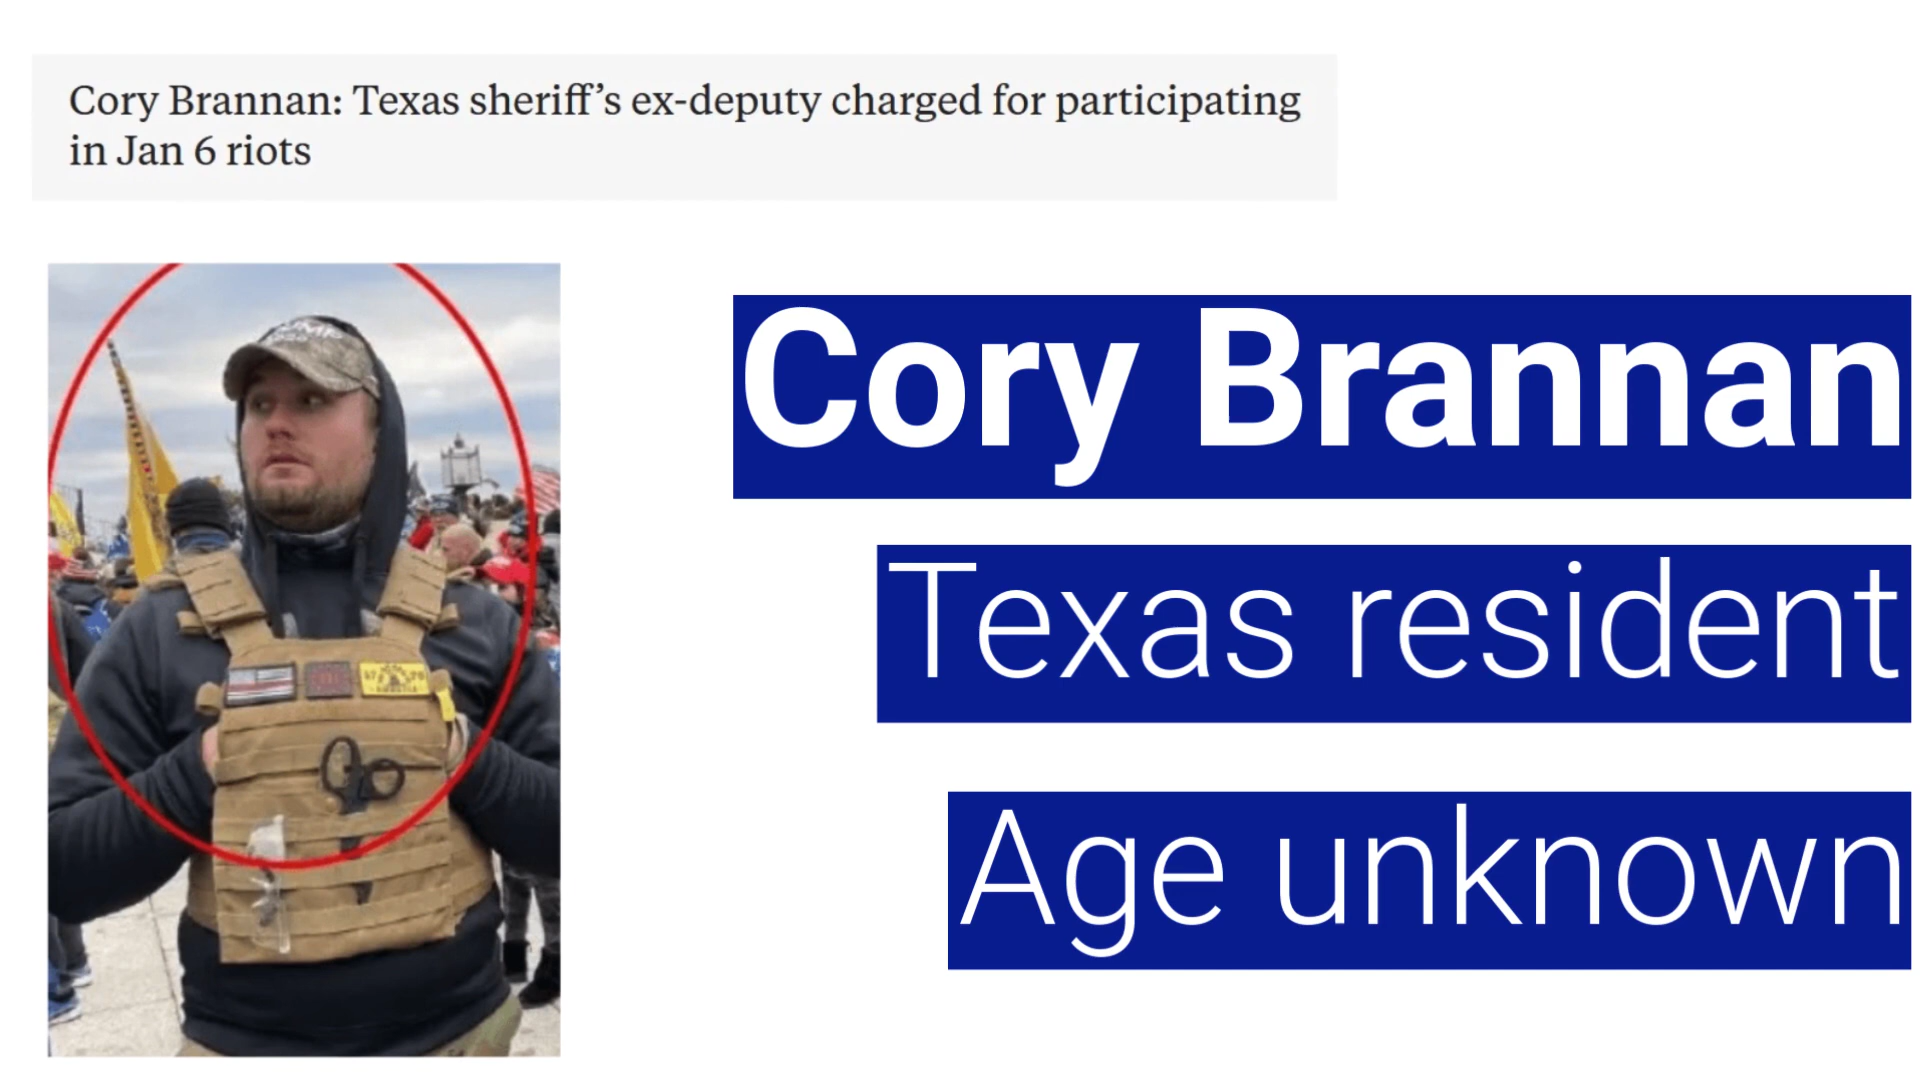 Cory Brannan: Texas sheriff’s ex-deputy charged for participating
in Jan 6 riots
Cory Brannan
Texas resident
Age unknown